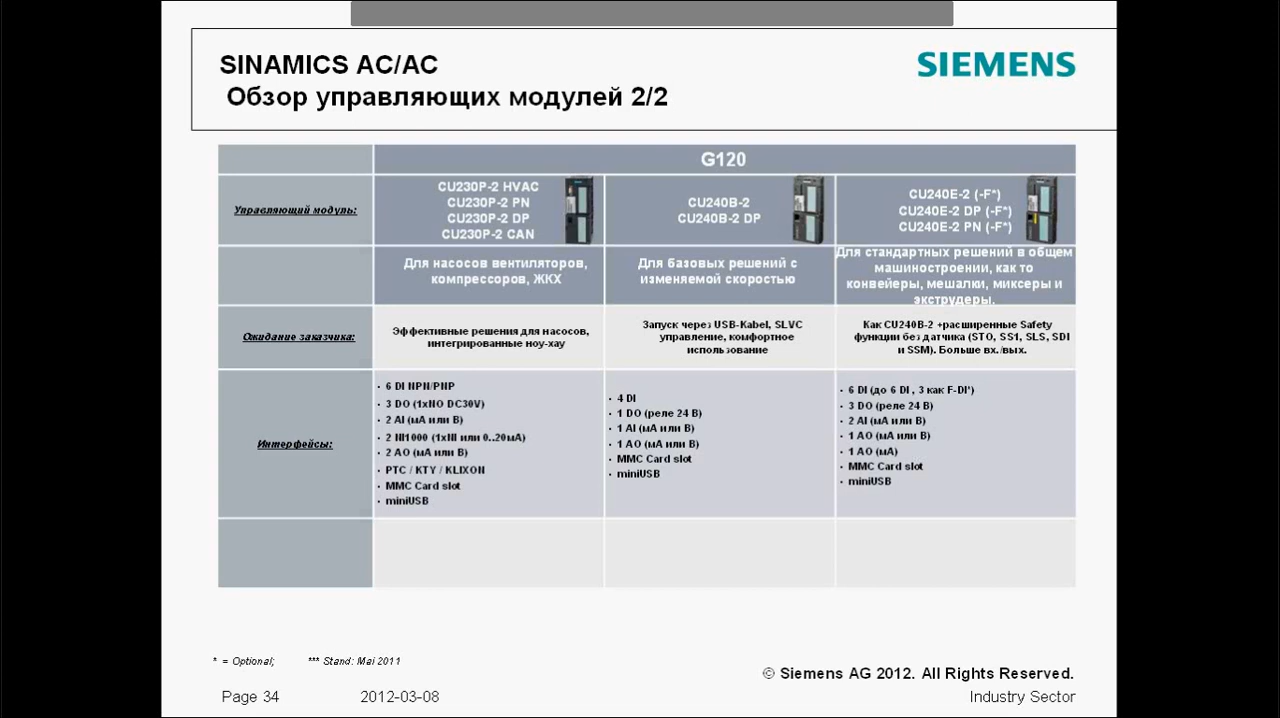 SINAMICS AC/AC
SIEMENS
Обзор управляющих модулей 2/2
G120
Управляющий модуль:
CU230P-2 HVAC
CU230P-2 PN
CU230P-2 DP
CU230P-2 CAN
CU240B-2
CU240B-2 DP
CU240E-2 (-F*)
CU240E-2 DP (-F*)
CU240E-2 PN (-F*)
Для насосов вентиляторов,
компрессоров, ЖКХ
Для базовых решений с
изменяемой скоростью
Для стандартных решений в общем
машиностроении, как то
конвейеры, мешалки, миксеры и
экструдеры.
Ожидание заказчика:
Эффективные решения для насосов,
интегрированные ноу-хау
Запуск через USB-Kabel, SLVC
управление, комфортное
использование
Как CU240B-2 +расширенные Safety
функции без датчика (STO, SS1, SLS, SDI
и SSM). Больше вх./вых.
Интерфейсы:
• 6 DI NPN/PNP
• 3 DO (1xNO DC30V)
• 2 AI (мА или В)
• 2 NI1000 (1xNI или 0..20мА)
• 2 AO (мА или В)
• PTC / KTY / KLIXON
• MMC Card slot
• miniUSB
• 4 DI
• 1 DO (реле 24 В)
• 1 AI (мА или В)
• 1 AO (мА или В)
• MMC Card slot
• miniUSB
• 6 DI (до 6 DI , 3 как F-DI*)
• 3 DO (реле 24 В)
• 2 AI (мА или В)
• 1 AO (мА или В)
• 1 AO (мА)
• MMC Card slot
• miniUSB
* = Optional; *** Stand: Mai 2011
© Siemens AG 2012. All Rights Reserved.
Page 34 2012-03-08 Industry Sector